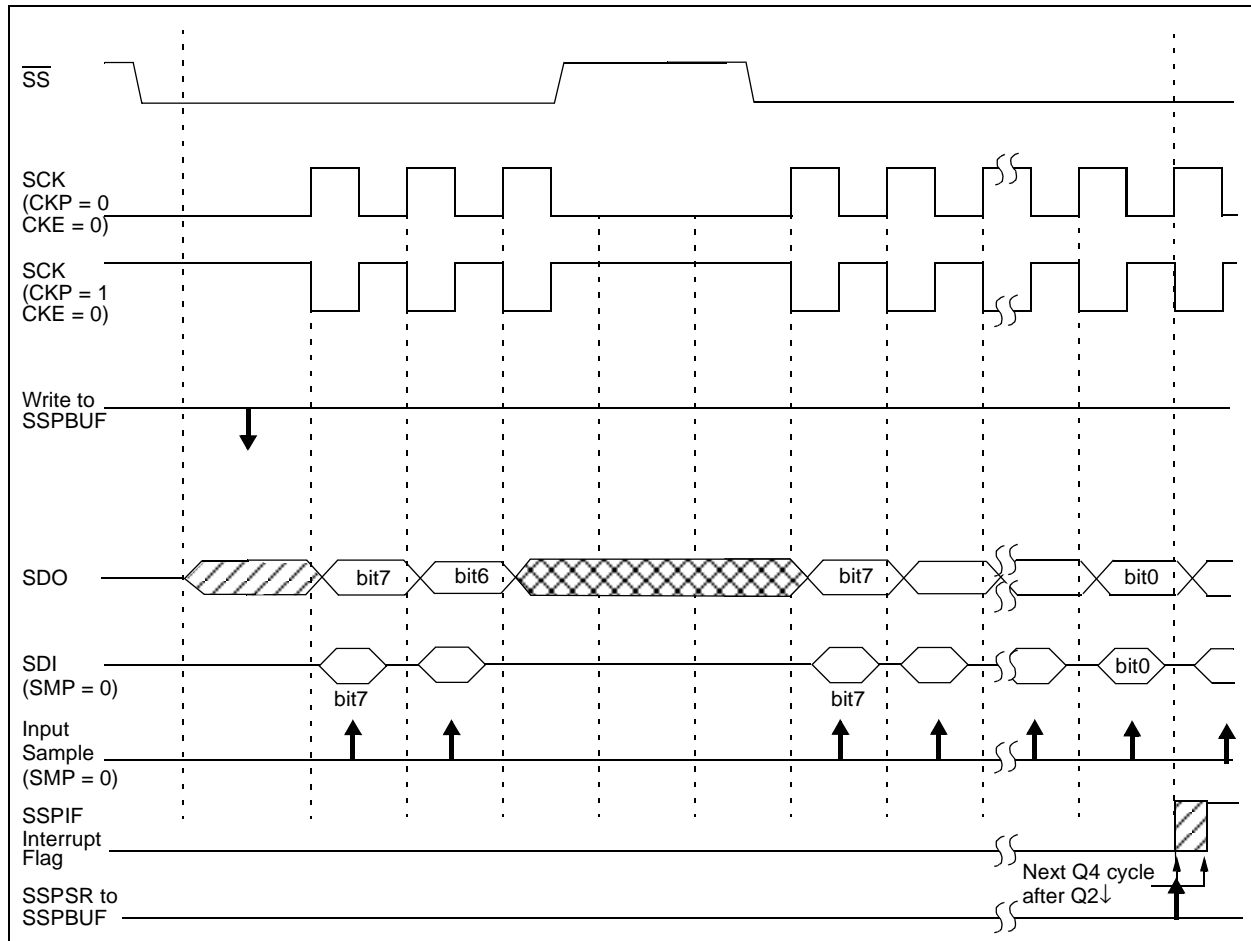 SS
SCK
(CKP = 0
CKE = 0)
SCK
(CKP = 1
CKE = 0)
Write to
SSPBUF
SDO
bit7
bit6
bit7
bit0
SDI
(SMP = 0)
bit7
bit7
bit0
Input
Sample
(SMP = 0)
SSPIF
Interrupt
Flag
Next Q4 cycle
after Q2↓
SSPSR to
SSPBUF